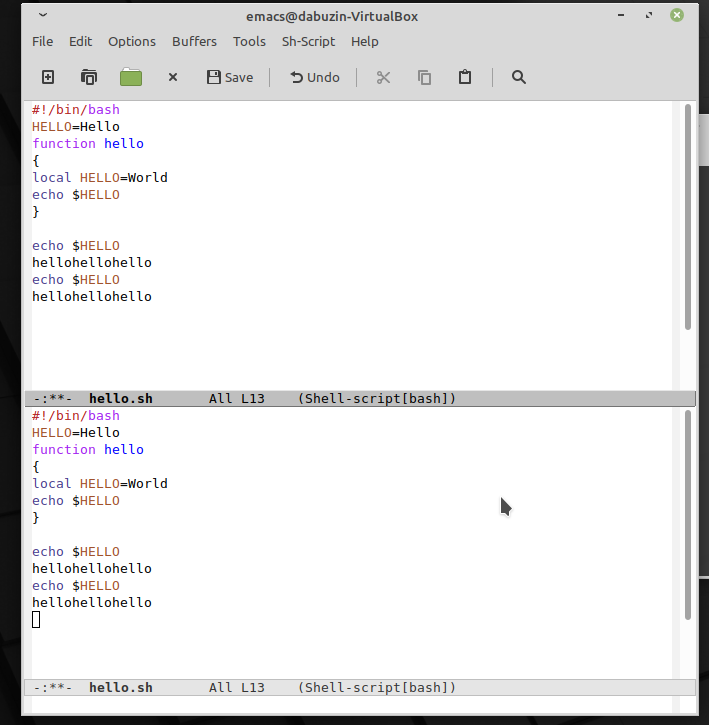 emacs@dabuzin-VirtualBox
File Edit Options Buffers Tools Sh-Script Help
Save Undo
#!/bin/bash
HELLO=Hello
function hello
{
local HELLO=World
echo $HELLO
}
echo $HELLO
hellohellohello
echo $HELLO
hellohellohello
-:**- hello.sh All L13 (Shell-script[bash])
#!/bin/bash
HELLO=Hello
function hello
{
local HELLO=World
echo $HELLO
}
echo $HELLO
hellohellohello
echo $HELLO
hellohellohello
-:**- hello.sh All L13 (Shell-script[bash])